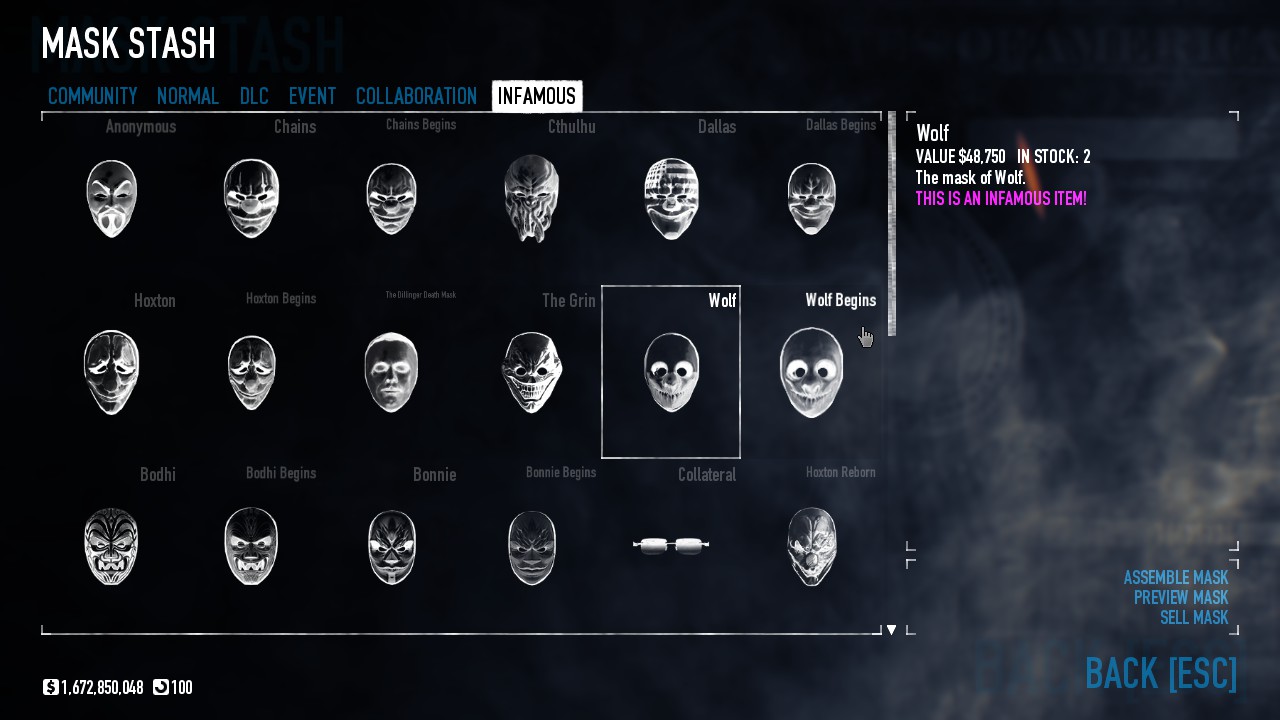 MASK STASH
COMMUNITY NORMAL DLC EVENT COLLABORATION INFAMOUS
Anonymous Chains Chains Begins Cthulhu Dallas Dallas Begins
Hoxton Hoxton Begins The Dillinger Death Mask The Grin Wolf Wolf Begins
Bodhi Bodhi Begins Bonnie Bonnie Begins Collateral Hoxton Reborn
Wolf
VALUE $48,750 IN STOCK: 2
The mask of Wolf.
THIS IS AN INFAMOUS ITEM!
ASSEMBLE MASK
PREVIEW MASK
SELL MASK
1,672,850,048 100
BACK [ESC]